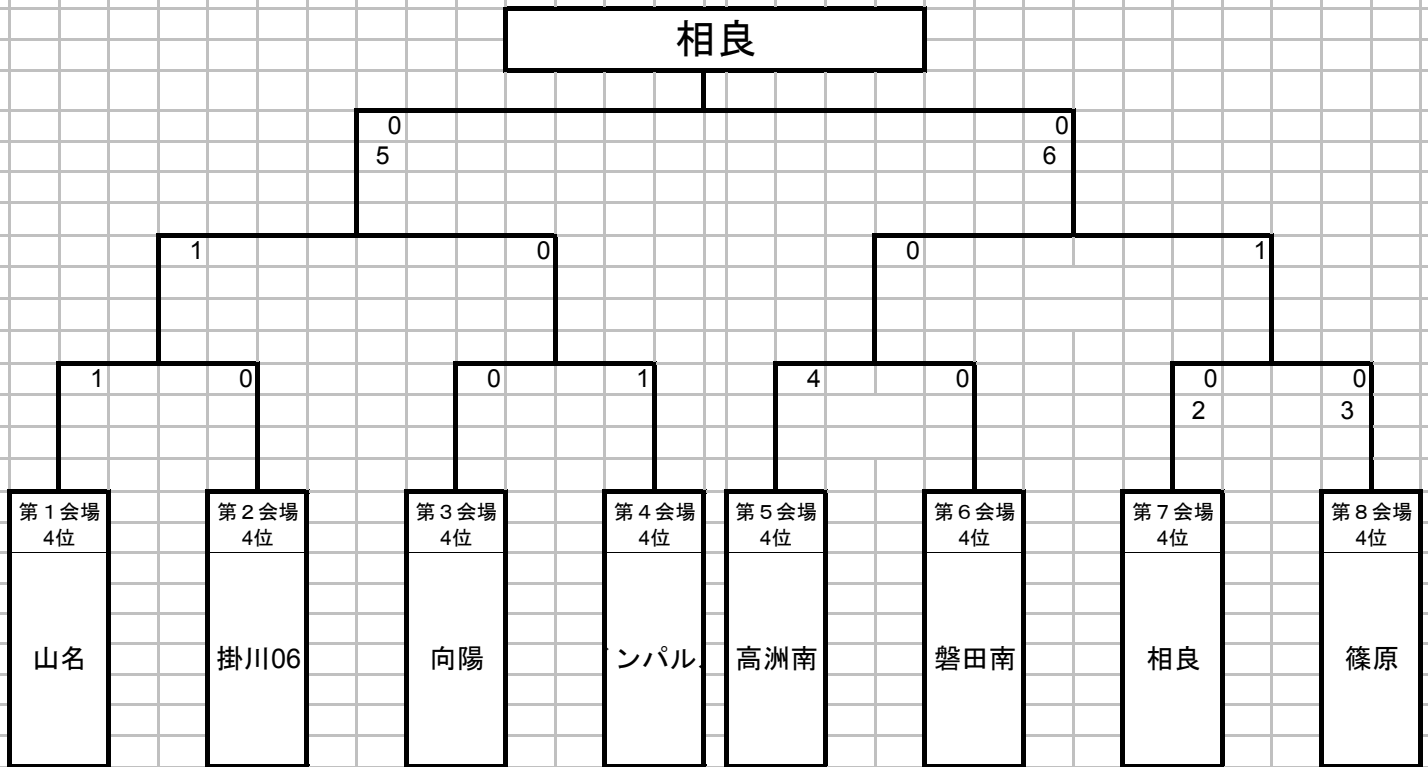 相良
0 0
5 6
1 0 0 1
1 0 0 1 4 0 0 0
2 3
第1会場 第2会場 第3会場 第4会場 第5会場 第6会場 第7会場 第8会場
4位 4位 4位 4位 4位 4位 4位 4位
山名 掛川06 向陽 ンパル 高洲南 磐田南 相良 篠原